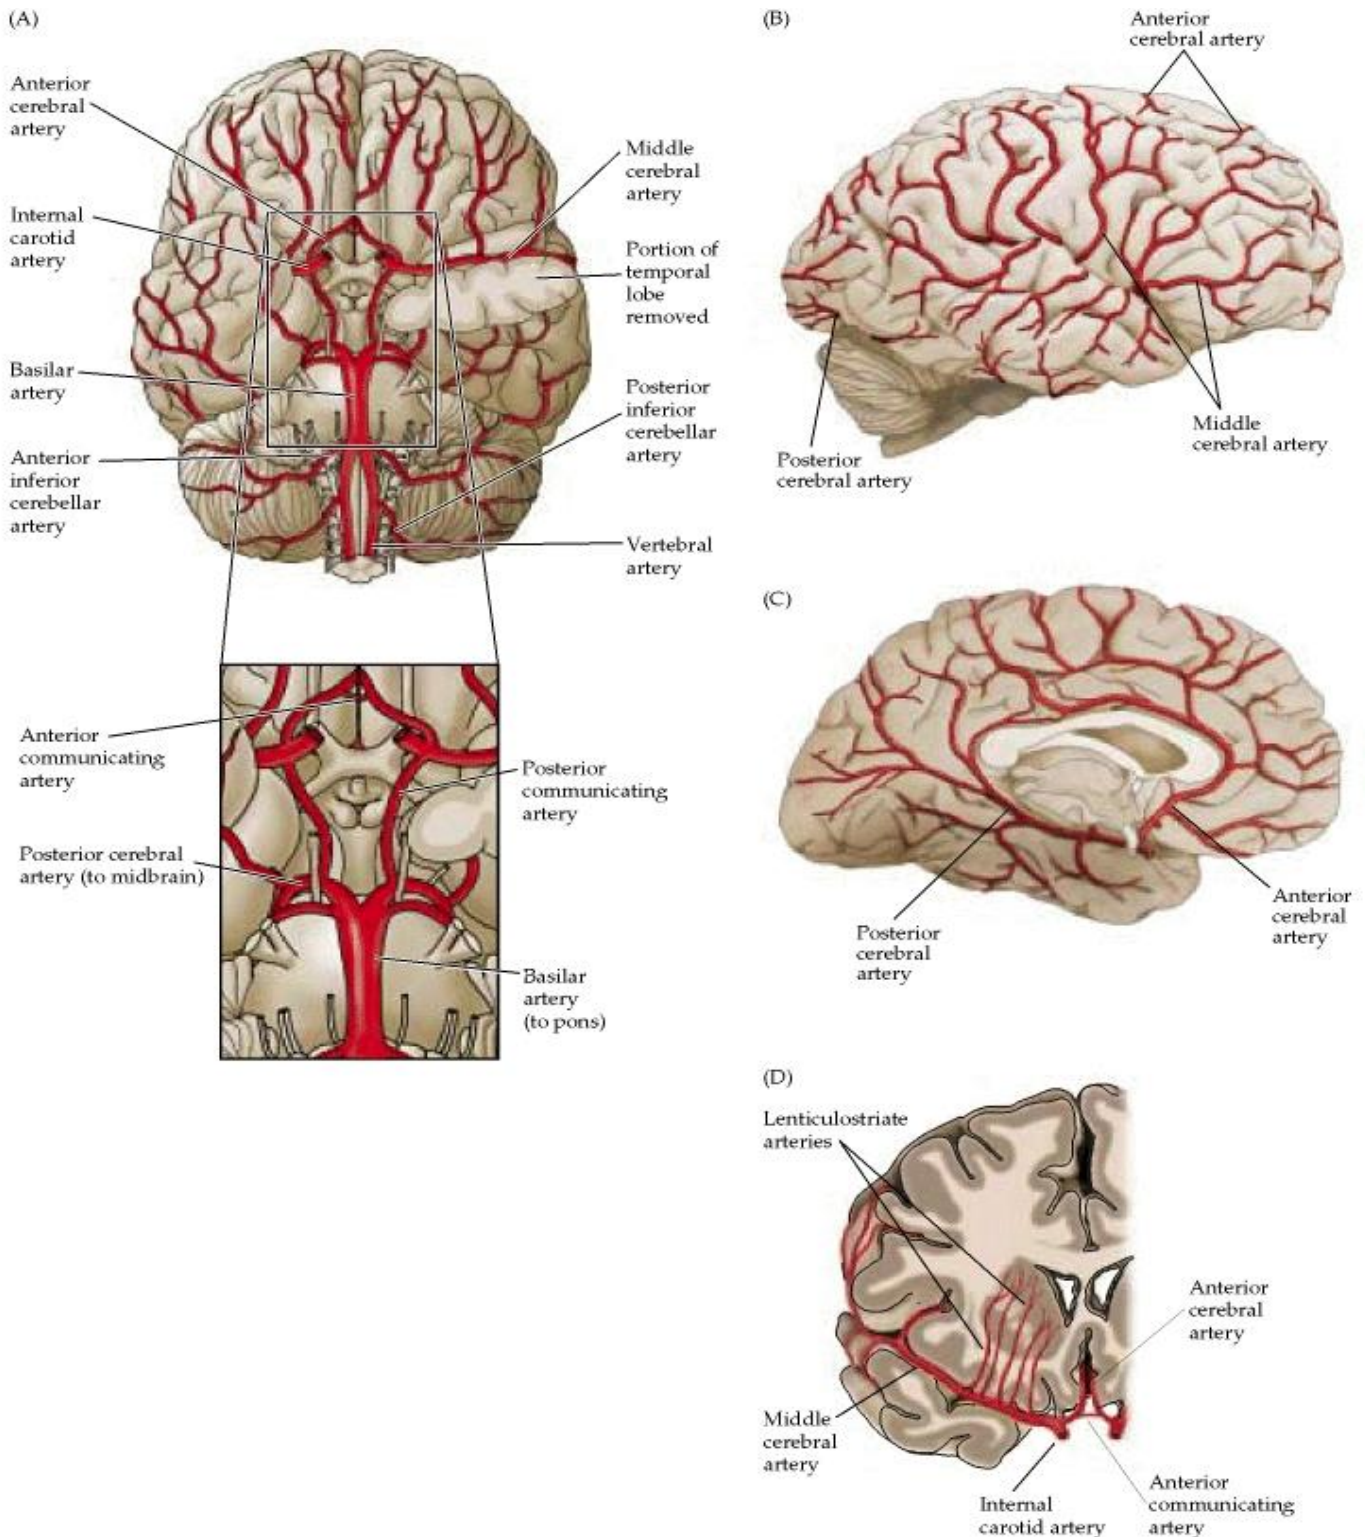 (A)
Anterior
cerebral
artery
Internal
carotid
artery
Basilar
artery
Anterior
inferior
cerebellar
artery
Middle
cerebral
artery
Portion of
temporal
lobe
removed
Posterior
inferior
cerebellar
artery
Vertebral
artery
Anterior
communicating
artery
Posterior cerebral
artery (to midbrain)
Posterior
communicating
artery
Basilar
artery
(to pons)
(B)
Anterior
cerebral artery
Middle
cerebral artery
Posterior
cerebral artery
(C)
Posterior
cerebral
artery
Anterior
cerebral
artery
(D)
Lenticulostriate
arteries
Anterior
cerebral
artery
Middle
cerebral
artery
Internal
carotid artery
Anterior
communicating
artery